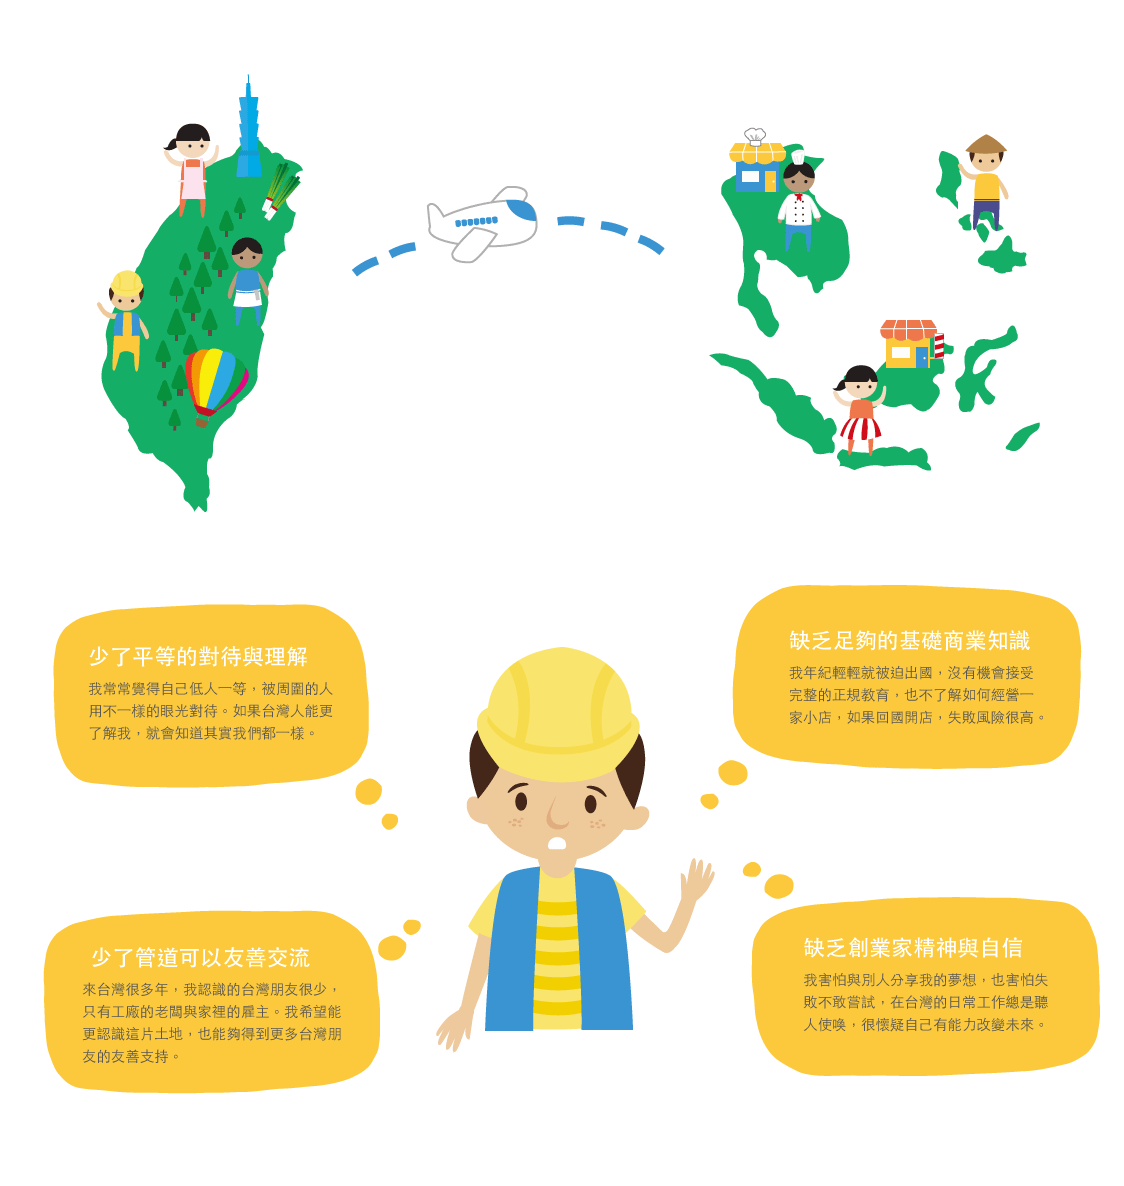 少了平等的對待與理解
我常常覺得自己低人一等，被周圍的人
用不一樣的眼光對待。如果台灣人能更
了解我，就會知道其實我們都一樣。
缺乏足夠的基礎商業知識
我年紀輕輕就被迫出國，沒有機會接受
完整的正規教育，也不了解如何經營一
家小店，如果回國開店，失敗風險很高。
少了管道可以友善交流
來台灣很多年，我認識的台灣朋友很少，
只有工廠的老闆與家裡的雇主。我希望能
更認識這片土地，也能夠得到更多台灣朋
友的友善支持。
缺乏創業家精神與自信
我害怕與別人分享我的夢想，也害怕失
敗不敢嘗試，在台灣的日常工作總是聽
人使喚，很懷疑自己有能力改變未來。